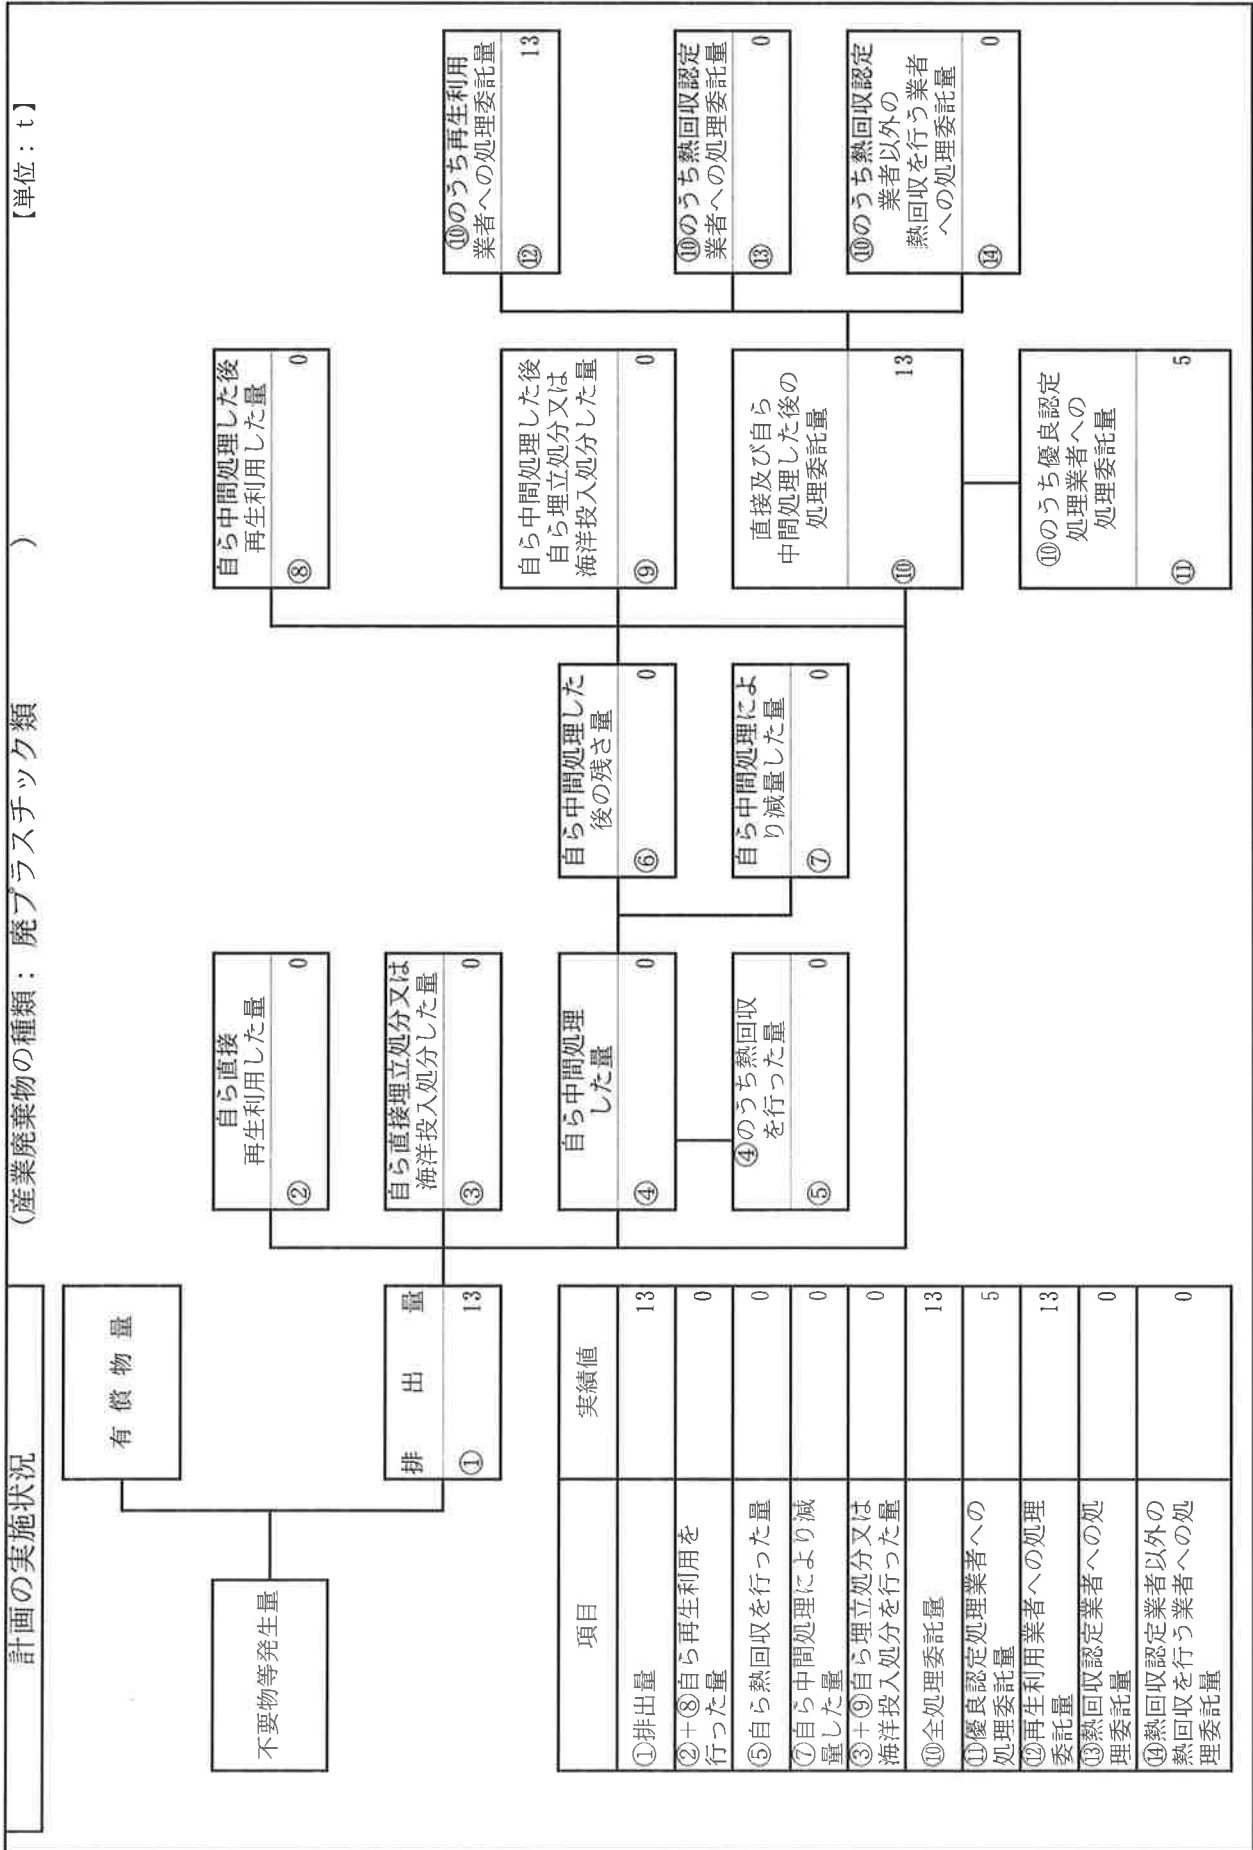 計画の実施状況
(産業廃棄物の種類： 廃プラスチック類 )
【単位：t】
不要物等発生量
有償物量
排出量
① 13
自ら直接
再生利用した量
② 0
自ら直接埋立処分又は
海洋投入処分した量
③ 0
自ら中間処理
した量
④ 0
④のうち熱回収
を行った量
⑤ 0
自ら中間処理した
後の残さ量
⑥ 0
自ら中間処理によ
り減量した量
⑦ 0
自ら中間処理した後
再生利用した量
⑧ 0
自ら中間処理した後
自ら埋立処分又は
海洋投入処分した量
⑨ 0
直接及び自ら
中間処理した後の
処理委託量
⑩ 13
⑩のうち優良認定
処理業者への
処理委託量
⑪ 5
⑩のうち再生利用
業者への処理委託量
⑫ 13
⑩のうち熱回収認定
業者への処理委託量
⑬ 0
⑩のうち熱回収認定
業者以外の
熱回収を行う業者
への処理委託量
⑭ 0
項目 実績値
①排出量 13
②+⑧自ら再生利用を
行った量 0
⑤自ら熱回収を行った量 0
⑦自ら中間処理により減
量した量 0
③+⑨自ら埋立処分又は
海洋投入処分を行った量 0
⑩全処理委託量 13
⑪優良認定処理業者への
処理委託量 5
⑫再生利用業者への処理
委託量 13
⑬熱回収認定業者への処
理委託量 0
⑭熱回収認定業者以外の
熱回収を行う業者への処
理委託量 0